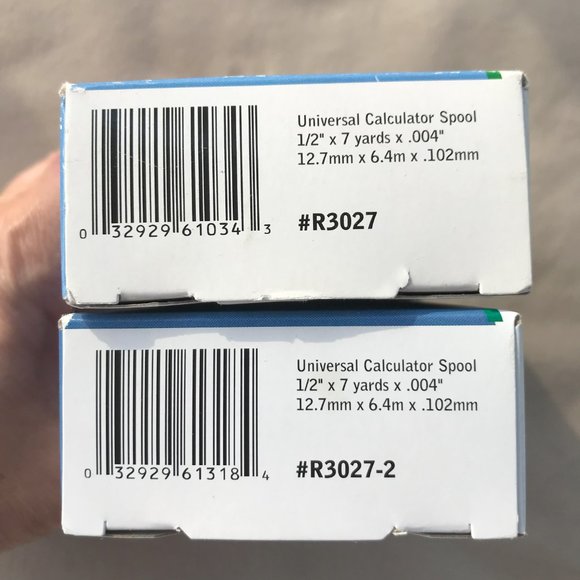 Universal Calculator Spool
1/2" x 7 yards x .004"
12.7mm x 6.4m x .102mm
#R3027
0 32929 61034 3
Universal Calculator Spool
1/2" x 7 yards x .004"
12.7mm x 6.4m x .102mm
#R3027-2
0 32929 61318 4